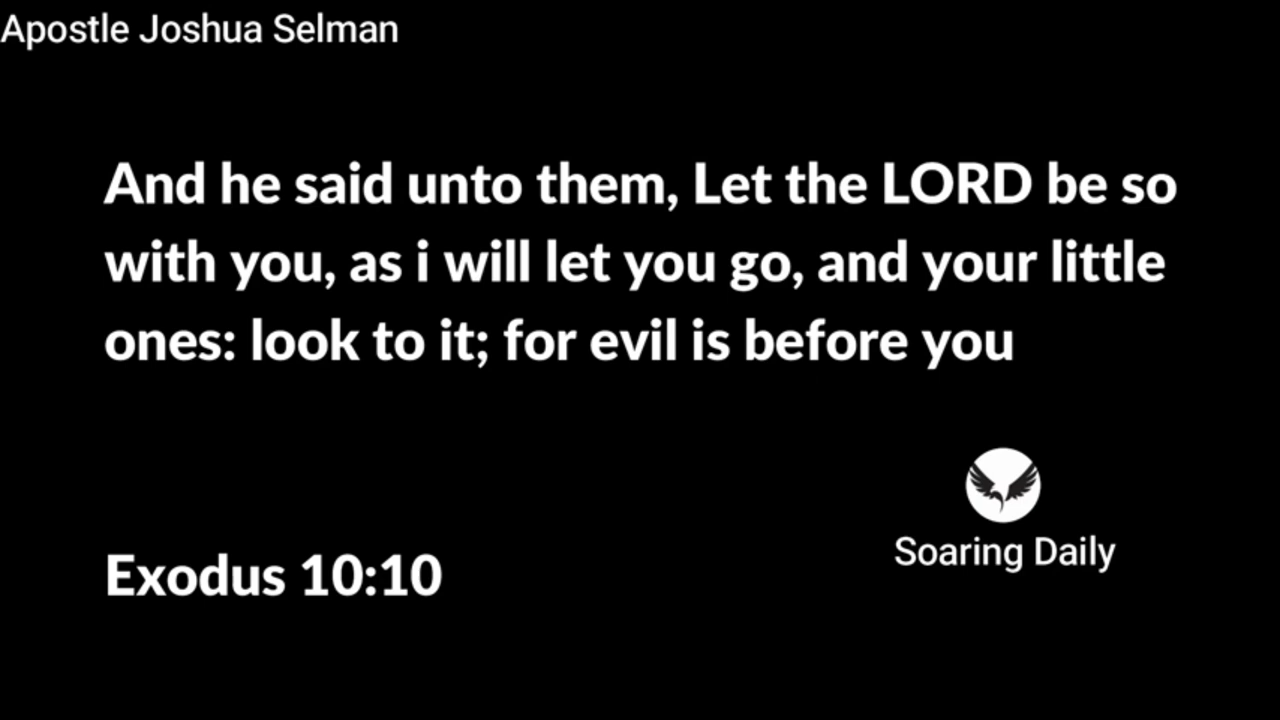 Apostle Joshua Selman
And he said unto them, Let the LORD be so
with you, as i will let you go, and your little
ones: look to it; for evil is before you
Soaring Daily
Exodus 10:10